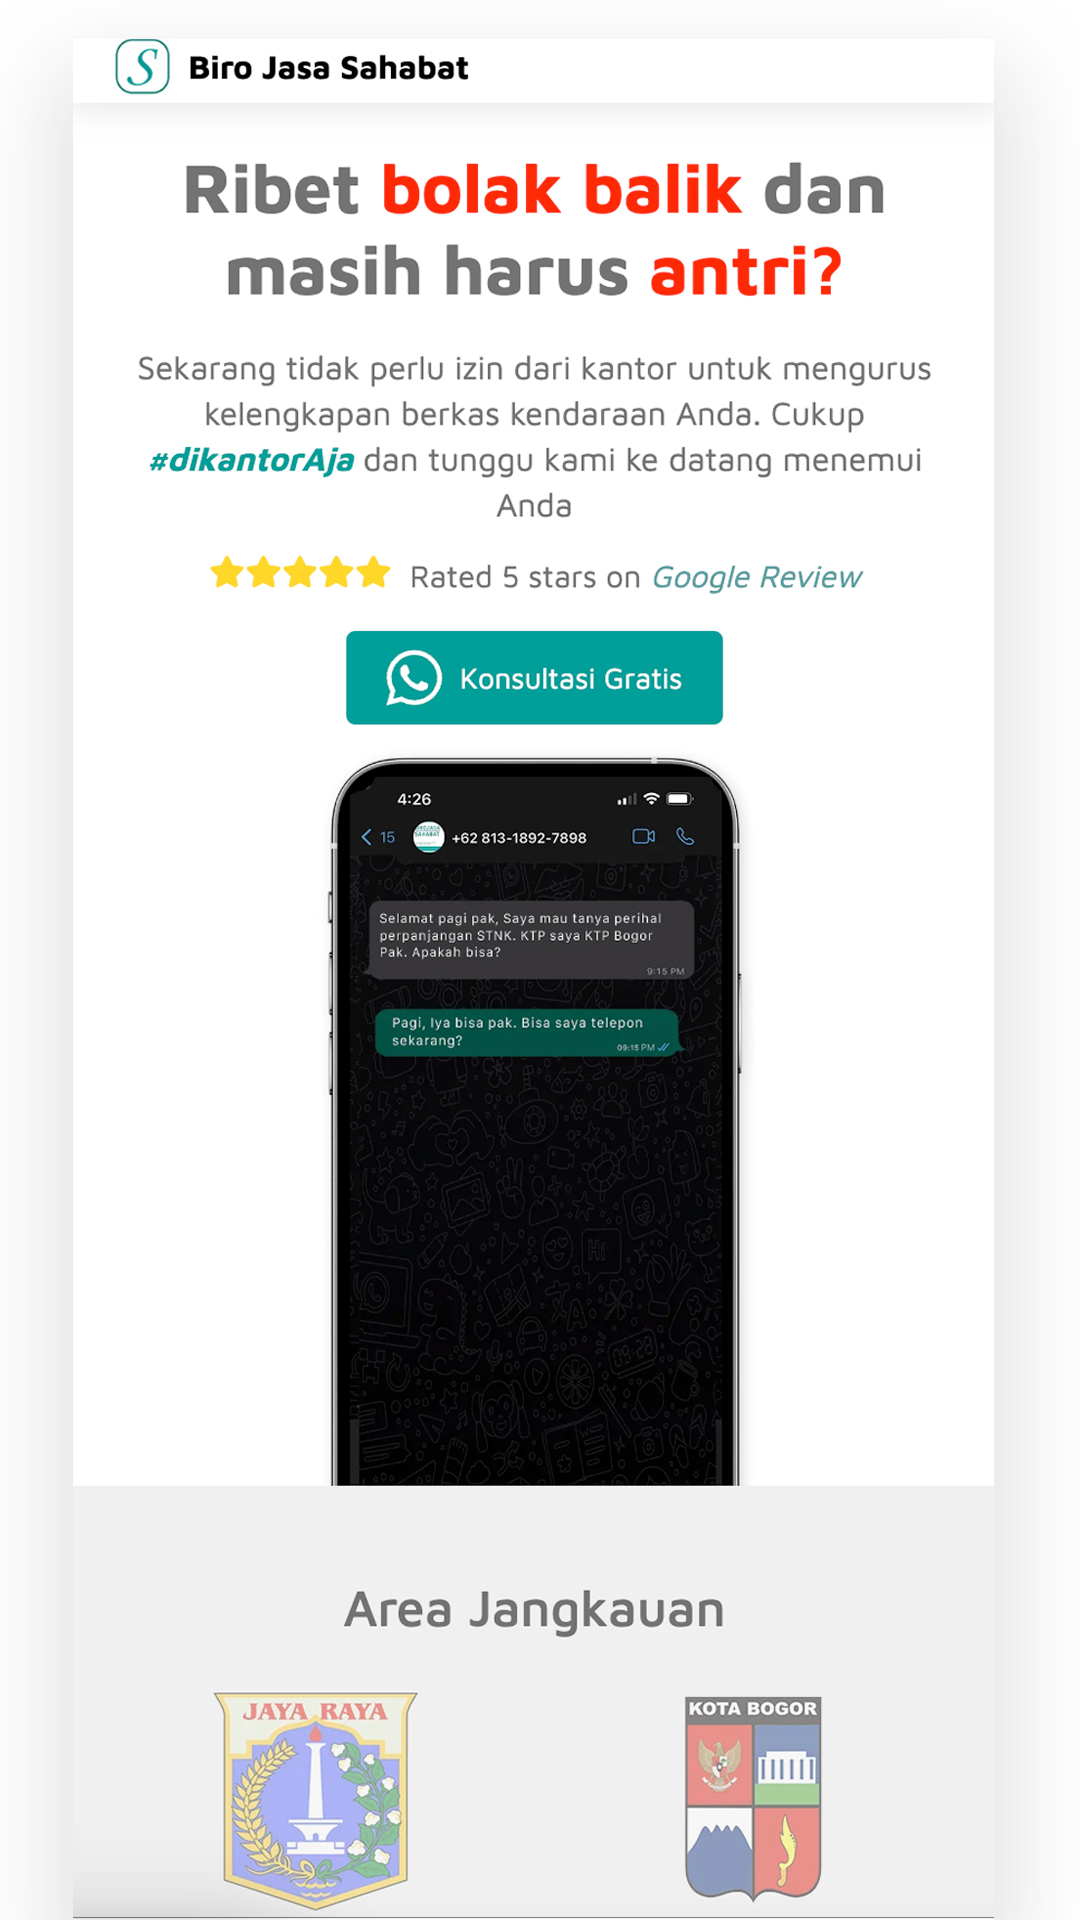 S Biro Jasa Sahabat
Ribet bolak balik dan
masih harus antri?
Sekarang tidak perlu izin dari kantor untuk mengurus
kelengkapan berkas kendaraan Anda. Cukup
#dikantorAja dan tunggu kami ke datang menemui
Anda
Rated 5 stars on Google Review
Konsultasi Gratis
4:26
15 +62 813-1892-7898
Selamat pagi pak, Saya mau tanya perihal
perpanjangan STNK. KTP saya KTP Bogor
Pak. Apakah bisa?
9:15 PM
Pagi, Iya bisa pak. Bisa saya telepon
sekarang?
09:15 PM
Area Jangkauan
JAYA RAYA
KOTA BOGOR